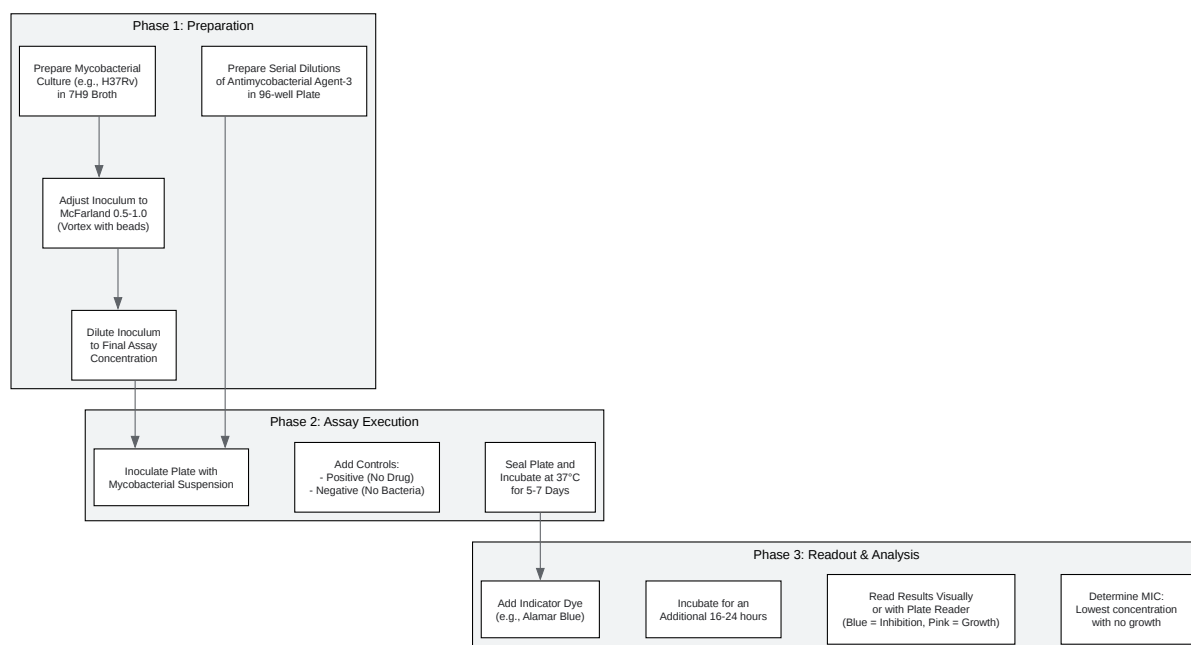 Phase 1: Preparation
Prepare Mycobacterial
Culture (e.g., H37Rv)
in 7H9 Broth
Prepare Serial Dilutions
of Antimycobacterial Agent-3
in 96-well Plate
Adjust Inoculum to
McFarland 0.5-1.0
(Vortex with beads)
Dilute Inoculum
to Final Assay
Concentration
Phase 2: Assay Execution
Inoculate Plate with
Mycobacterial Suspension
Add Controls:
- Positive (No Drug)
- Negative (No Bacteria)
Seal Plate and
Incubate at 37°C
for 5-7 Days
Phase 3: Readout & Analysis
Add Indicator Dye
(e.g., Alamar Blue)
Incubate for an
Additional 16-24 hours
Read Results Visually
or with Plate Reader
(Blue = Inhibition, Pink = Growth)
Determine MIC:
Lowest concentration
with no growth